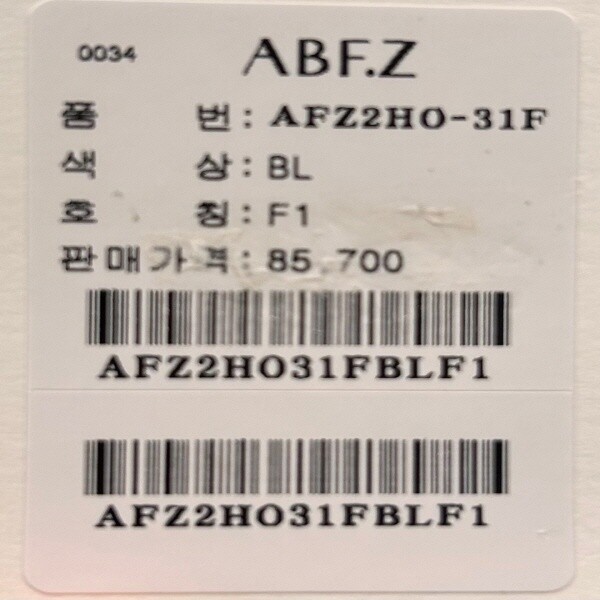 0034 ABF.Z
품 번 : AFZ2HO-31F
색 상 : BL
호 칭 : F1
판매가격 : 85,700
AFZ2HO31FBLF1
AFZ2HO31FBLF1